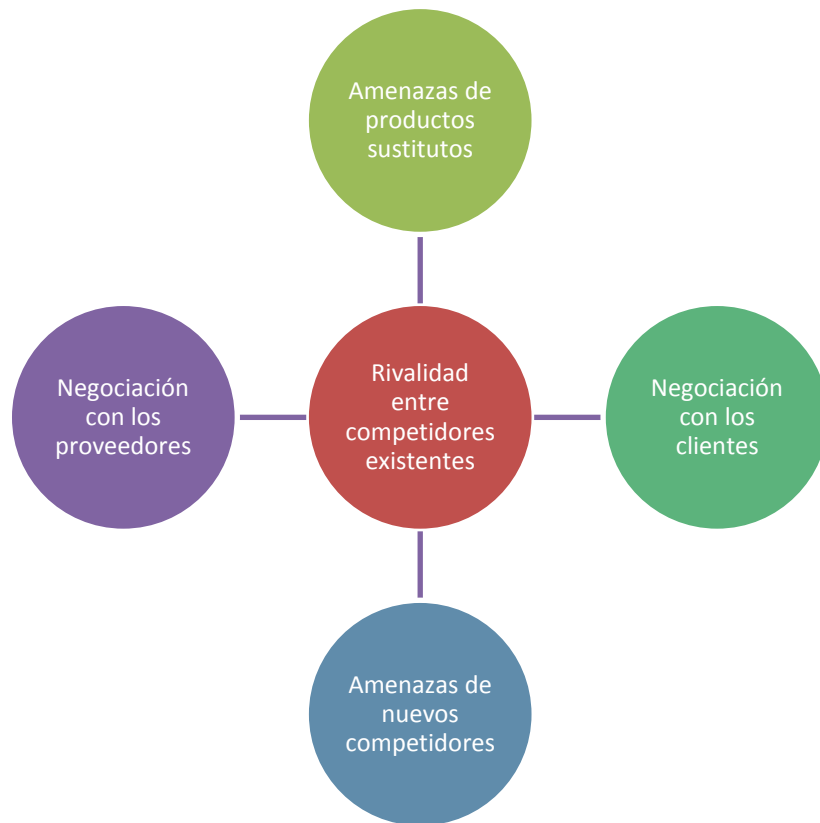 Amenazas de
productos
sustitutos
Negociación
con los
proveedores
Rivalidad
entre
competidores
existentes
Negociación
con los
clientes
Amenazas de
nuevos
competidores